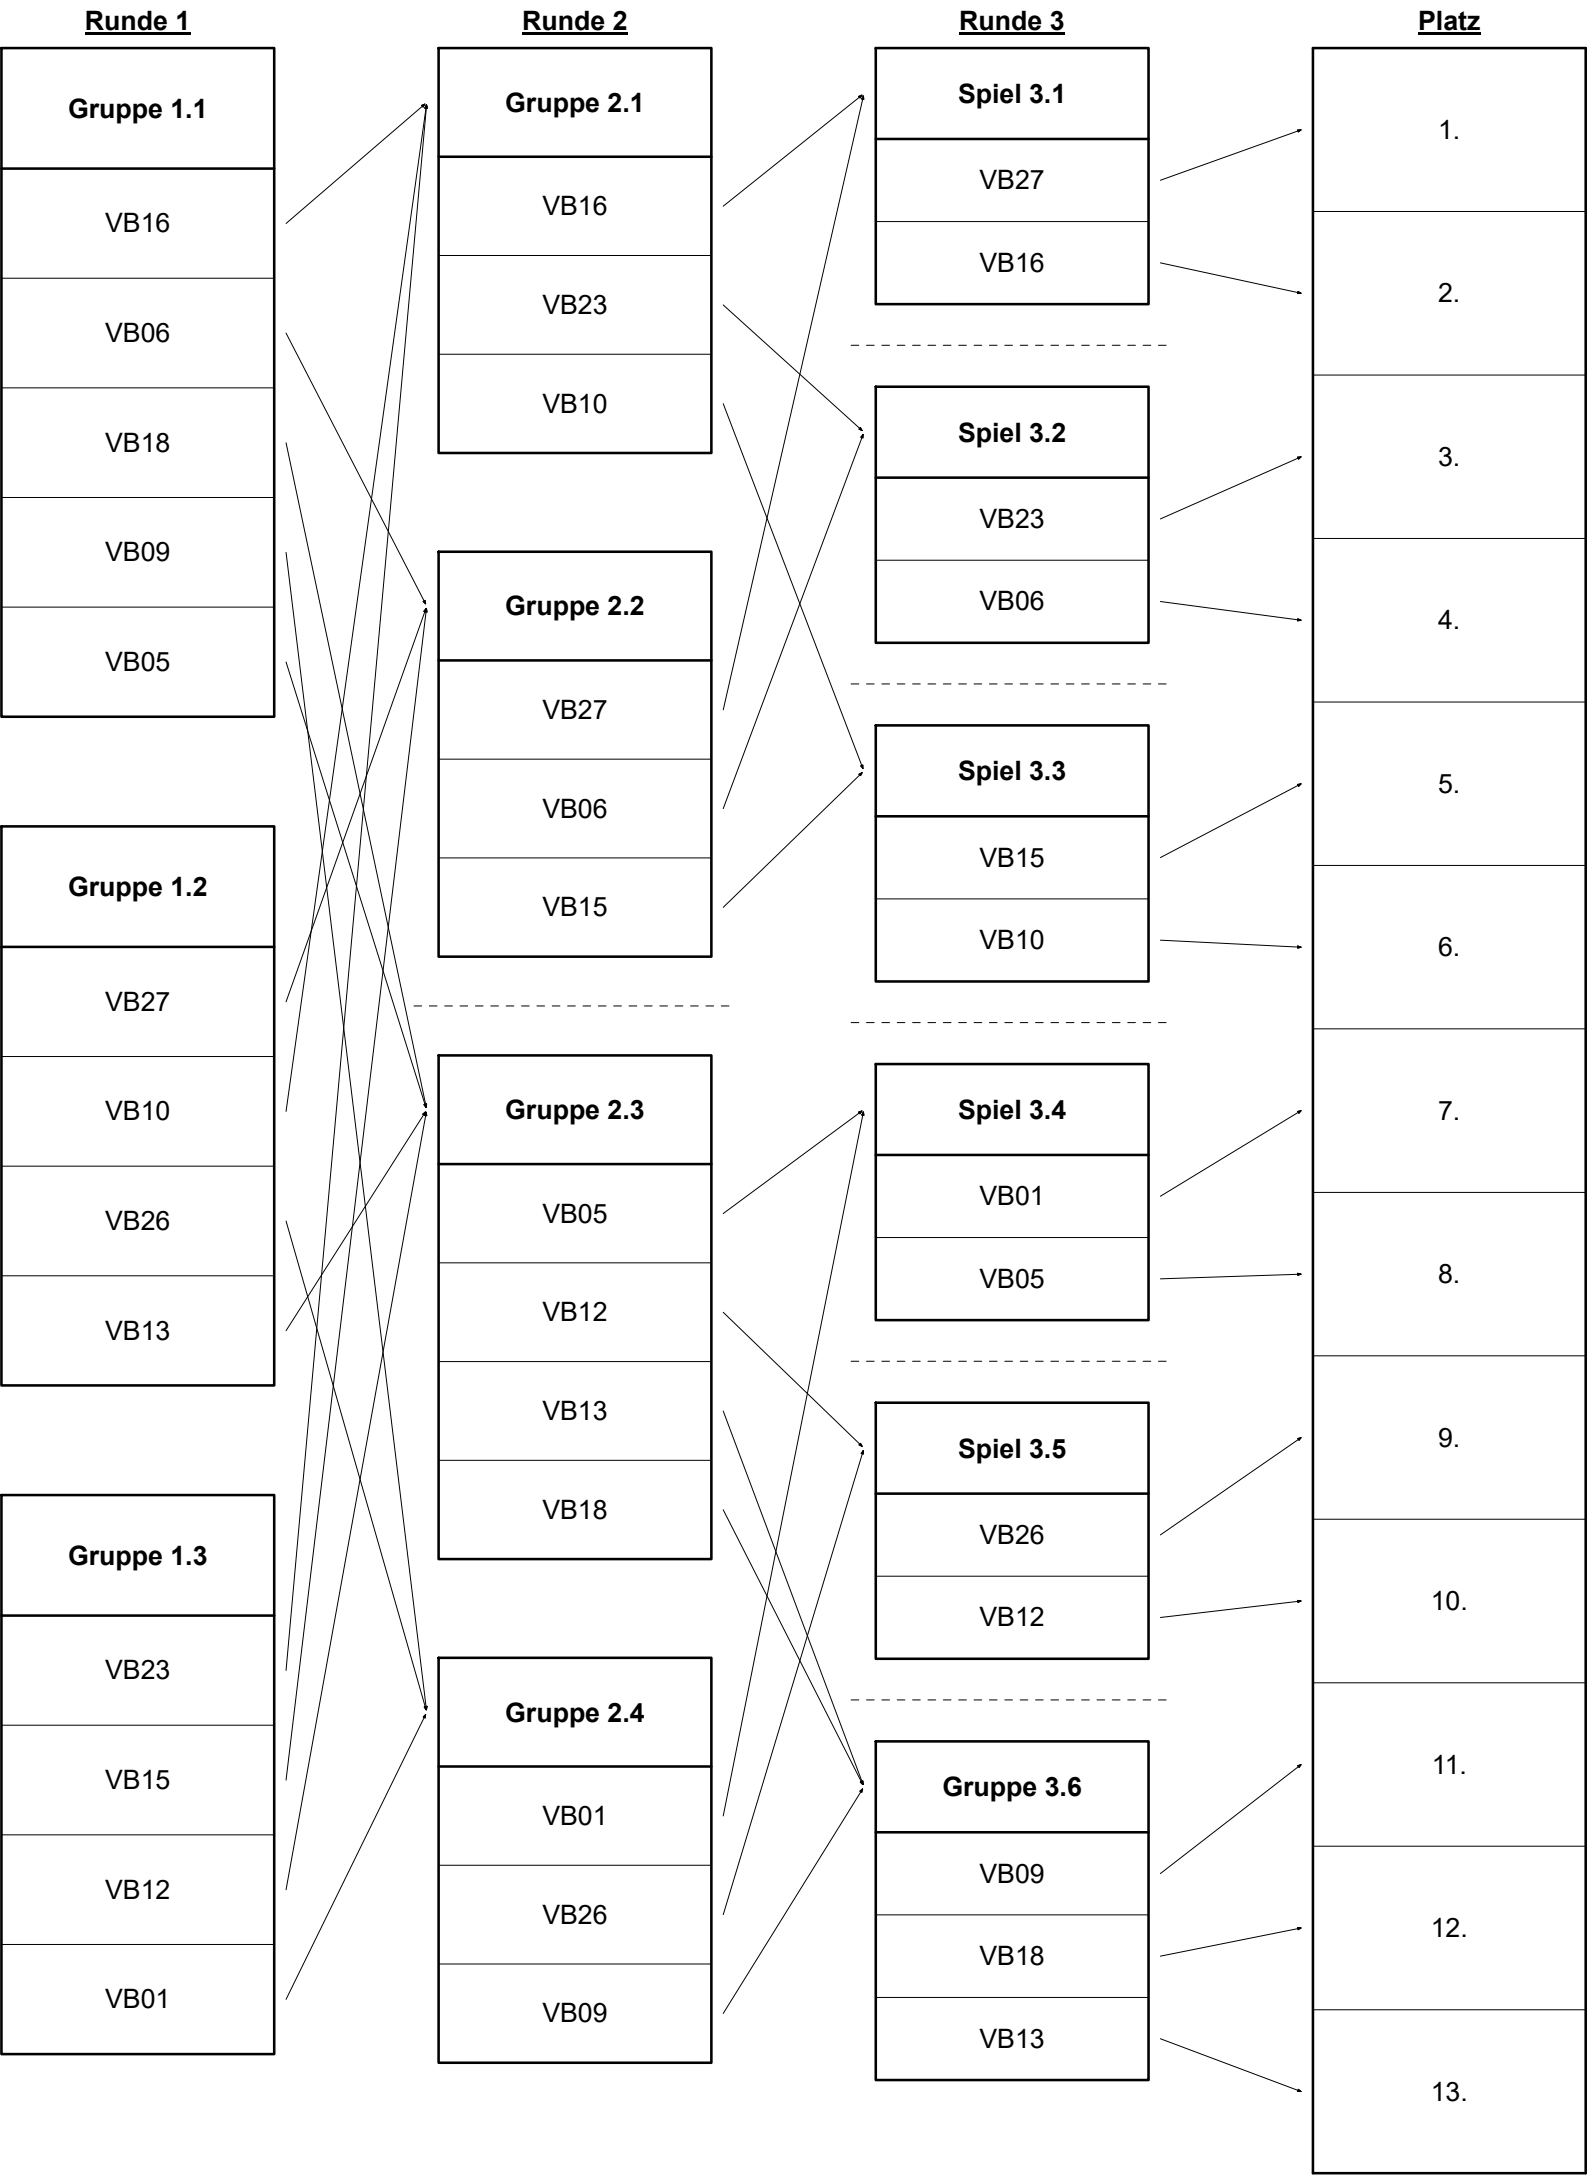 Runde 1
Gruppe 1.1
VB16
VB06
VB18
VB09
VB05
Gruppe 1.2
VB27
VB10
VB26
VB13
Gruppe 1.3
VB23
VB15
VB12
VB01
Runde 2
Gruppe 2.1
VB16
VB23
VB10
Gruppe 2.2
VB27
VB06
VB15
Gruppe 2.3
VB05
VB12
VB13
VB18
Gruppe 2.4
VB01
VB26
VB09
Runde 3
Spiel 3.1
VB27
VB16
Spiel 3.2
VB23
VB06
Spiel 3.3
VB15
VB10
Spiel 3.4
VB01
VB05
Spiel 3.5
VB26
VB12
Gruppe 3.6
VB09
VB18
VB13
Platz
1.
2.
3.
4.
5.
6.
7.
8.
9.
10.
11.
12.
13.